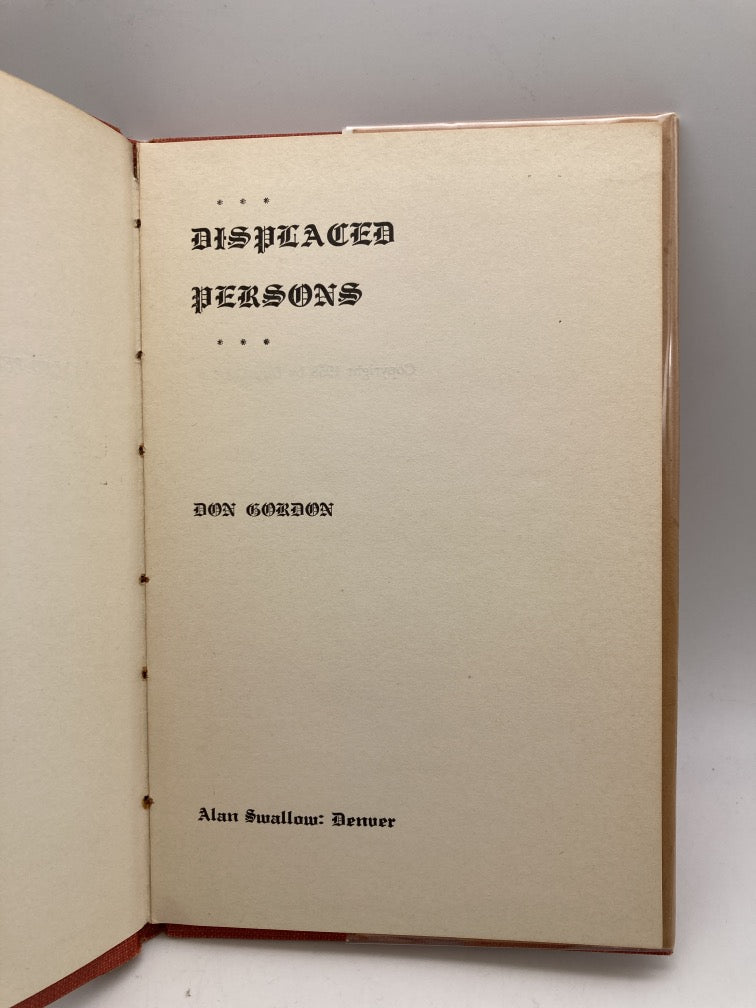 * * *
DISPLACED
PERSONS
* * *
DON GORDON
Alan Swallow: Denver